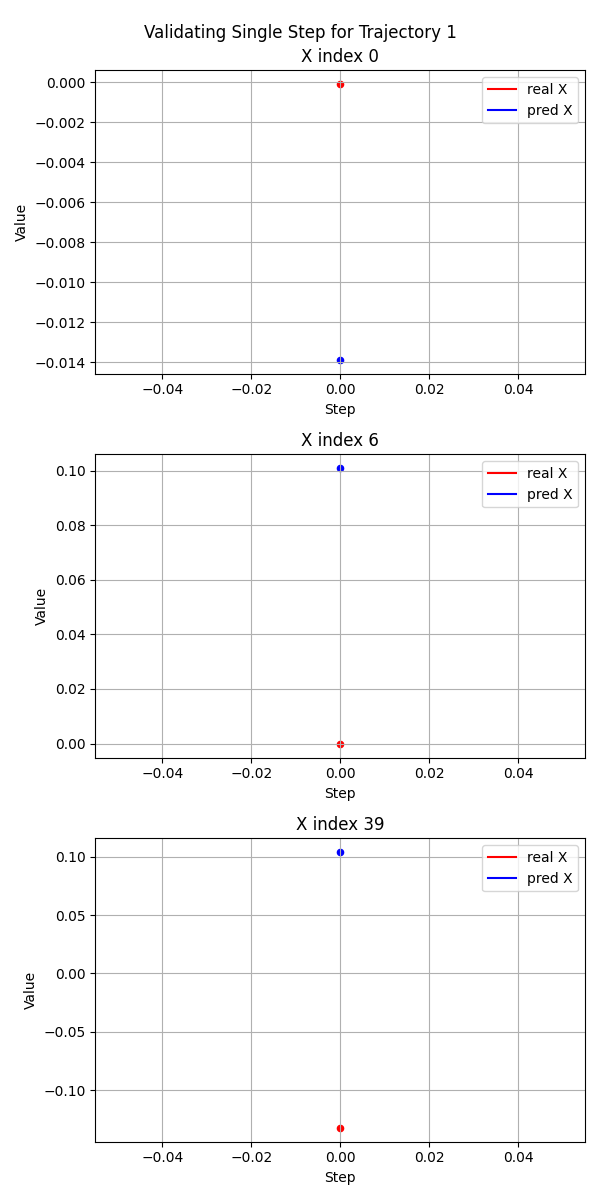 Validating Single Step for Trajectory 1
X index 0
0.000
−0.002
−0.004
−0.006
−0.008
−0.010
−0.012
−0.014
Value
real X
pred X
−0.04
−0.02
0.00
0.02
0.04
Step
X index 6
0.10
0.08
0.06
0.04
0.02
0.00
Value
real X
pred X
−0.04
−0.02
0.00
0.02
0.04
Step
X index 39
0.10
0.05
0.00
−0.05
−0.10
Value
real X
pred X
−0.04
−0.02
0.00
0.02
0.04
Step